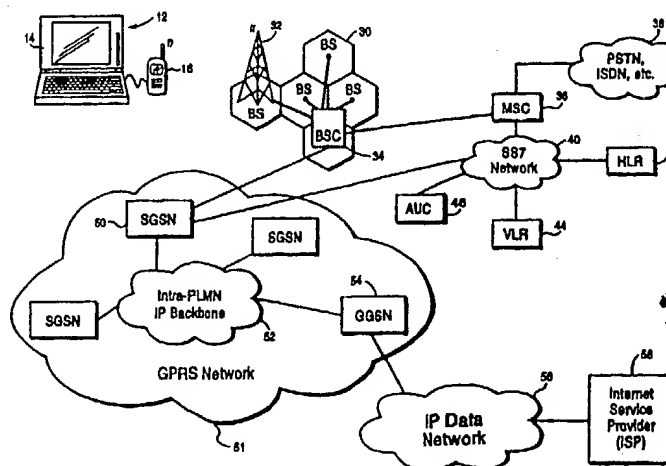 14
12
16
32
30
BS
BS
BS
BS
BSC
34
38
PSTN,
ISDN, etc.
MSC
36
40
SS7
Network
HLR
AUC
46
VLR
44
50
SGSN
SGSN
SGSN
Intra-PLMN
IP Backbone
52
54
GGSN
GPRS Network
51
56
IP Data
Network
58
Internet
Service
Provider
(ISP)